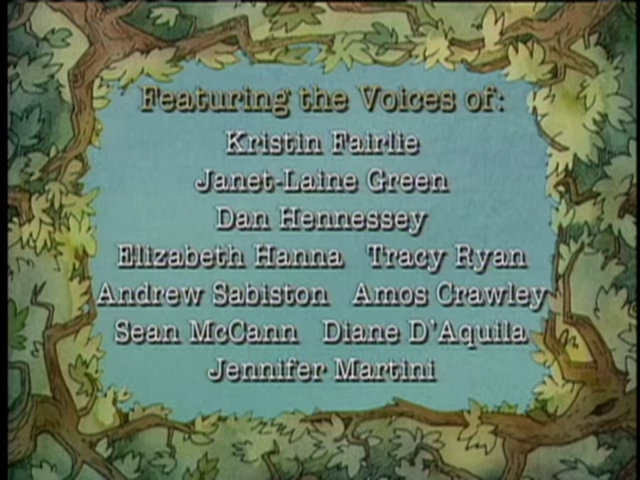 Featuring the Voices of:
Kristin Fairlie
Janet-Laine Green
Dan Hennessey
Elizabeth Hanna Tracy Ryan
Andrew Sabiston Amos Crawley
Sean McCann Diane D'Aquila
Jennifer Martini